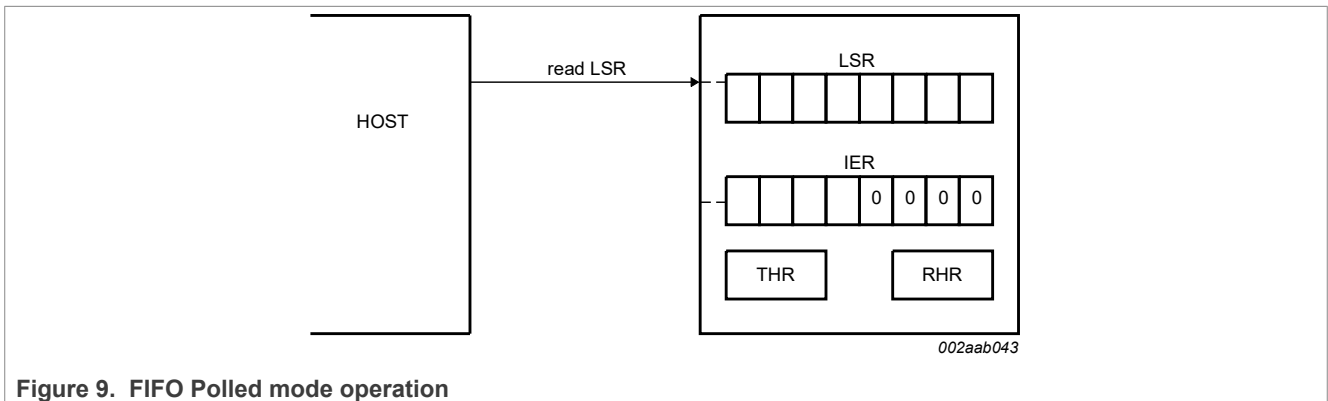 read LSR
LSR
HOST
IER
0 0 0 0
THR
RHR
002aab043
Figure 9. FIFO Polled mode operation